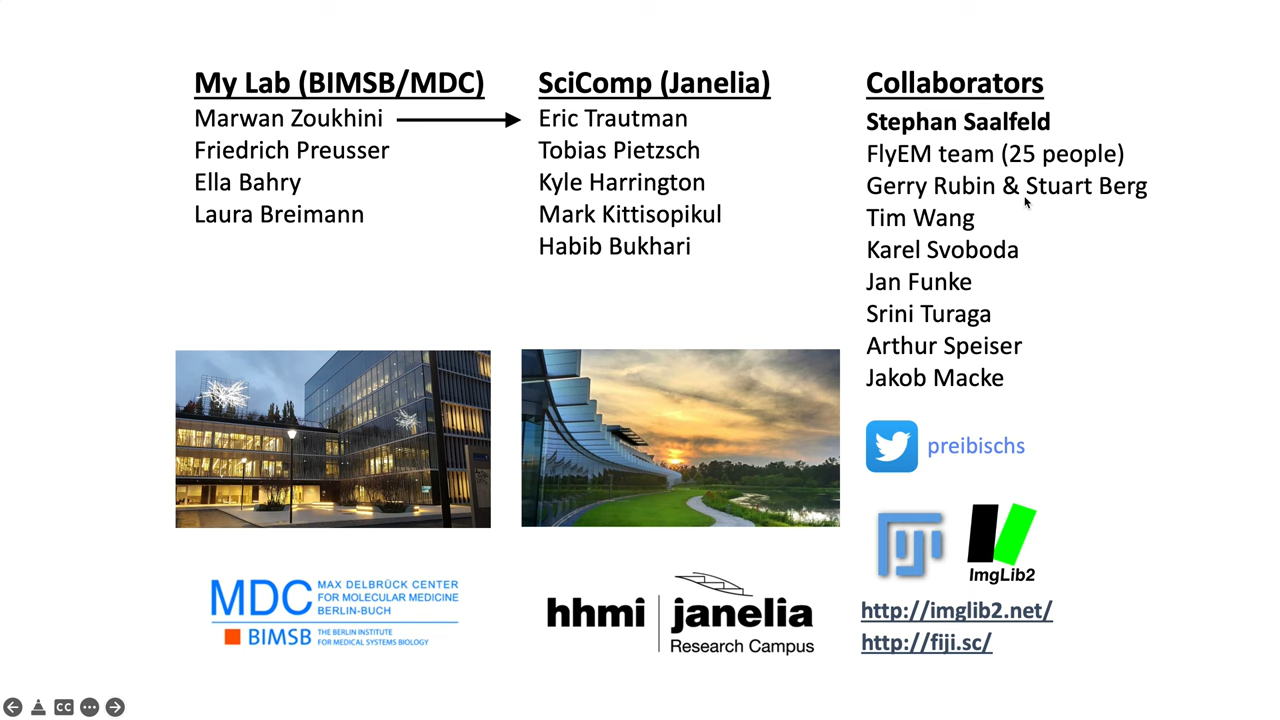 My Lab (BIMSB/MDC)
Marwan Zoukhini
Friedrich Preusser
Ella Bahry
Laura Breimann
SciComp (Janelia)
Eric Trautman
Tobias Pietzsch
Kyle Harrington
Mark Kittisopikul
Habib Bukhari
Collaborators
Stephan Saalfeld
FlyEM team (25 people)
Gerry Rubin & Stuart Berg
Tim Wang
Karel Svoboda
Jan Funke
Srini Turaga
Arthur Speiser
Jakob Macke
preibischs
ImgLib2
http://imglib2.net/
http://fiji.sc/
MDC
MAX DELBRÜCK CENTER
FOR MOLECULAR MEDICINE
BERLIN-BUCH
BIMSB
THE BERLIN INSTITUTE
FOR MEDICAL SYSTEMS BIOLOGY
hhmi janelia
Research Campus
CC